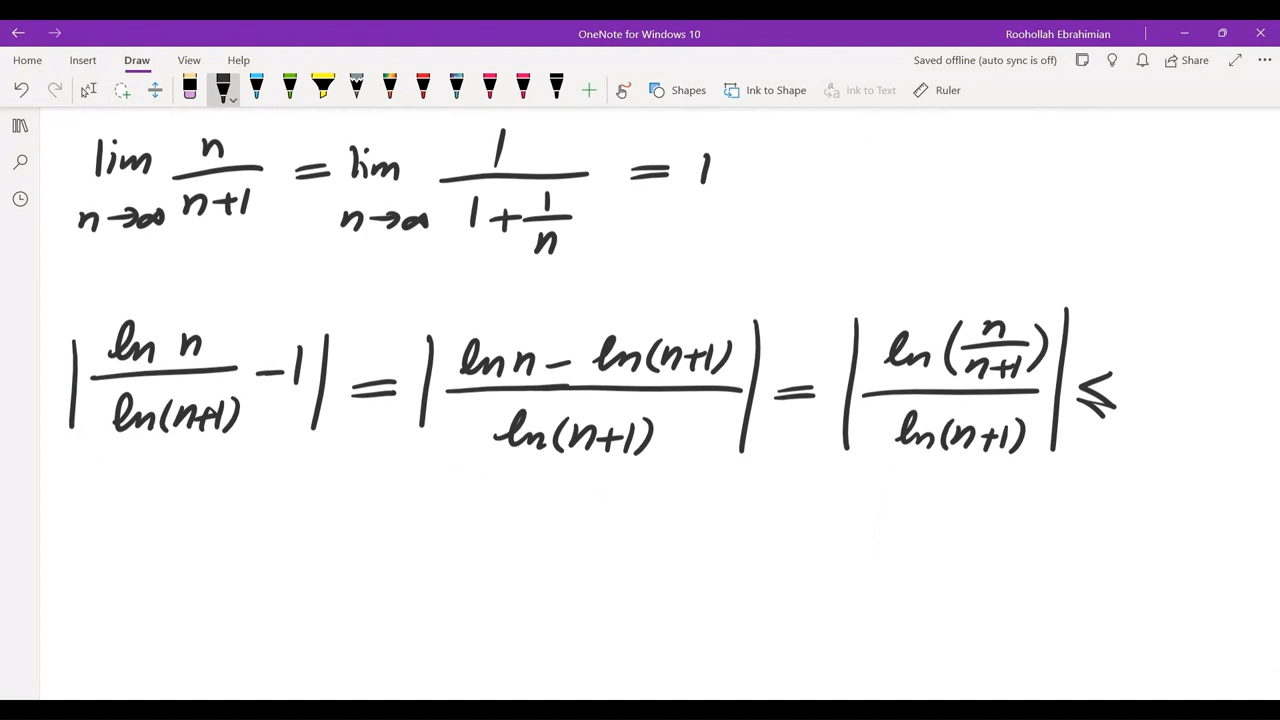 OneNote for Windows 10
Roohollah Ebrahimian
Home Insert Draw View Help
Saved offline (auto sync is off)
Share
Shapes
Ink to Shape
Ink to Text
Ruler
lim n→∞ n/(n+1) = lim n→∞ 1/(1+1/n) = 1
|ln n/ln(n+1) − 1| = |(ln n − ln(n+1))/ln(n+1)| = |ln(n/(n+1))/ln(n+1)| ≤